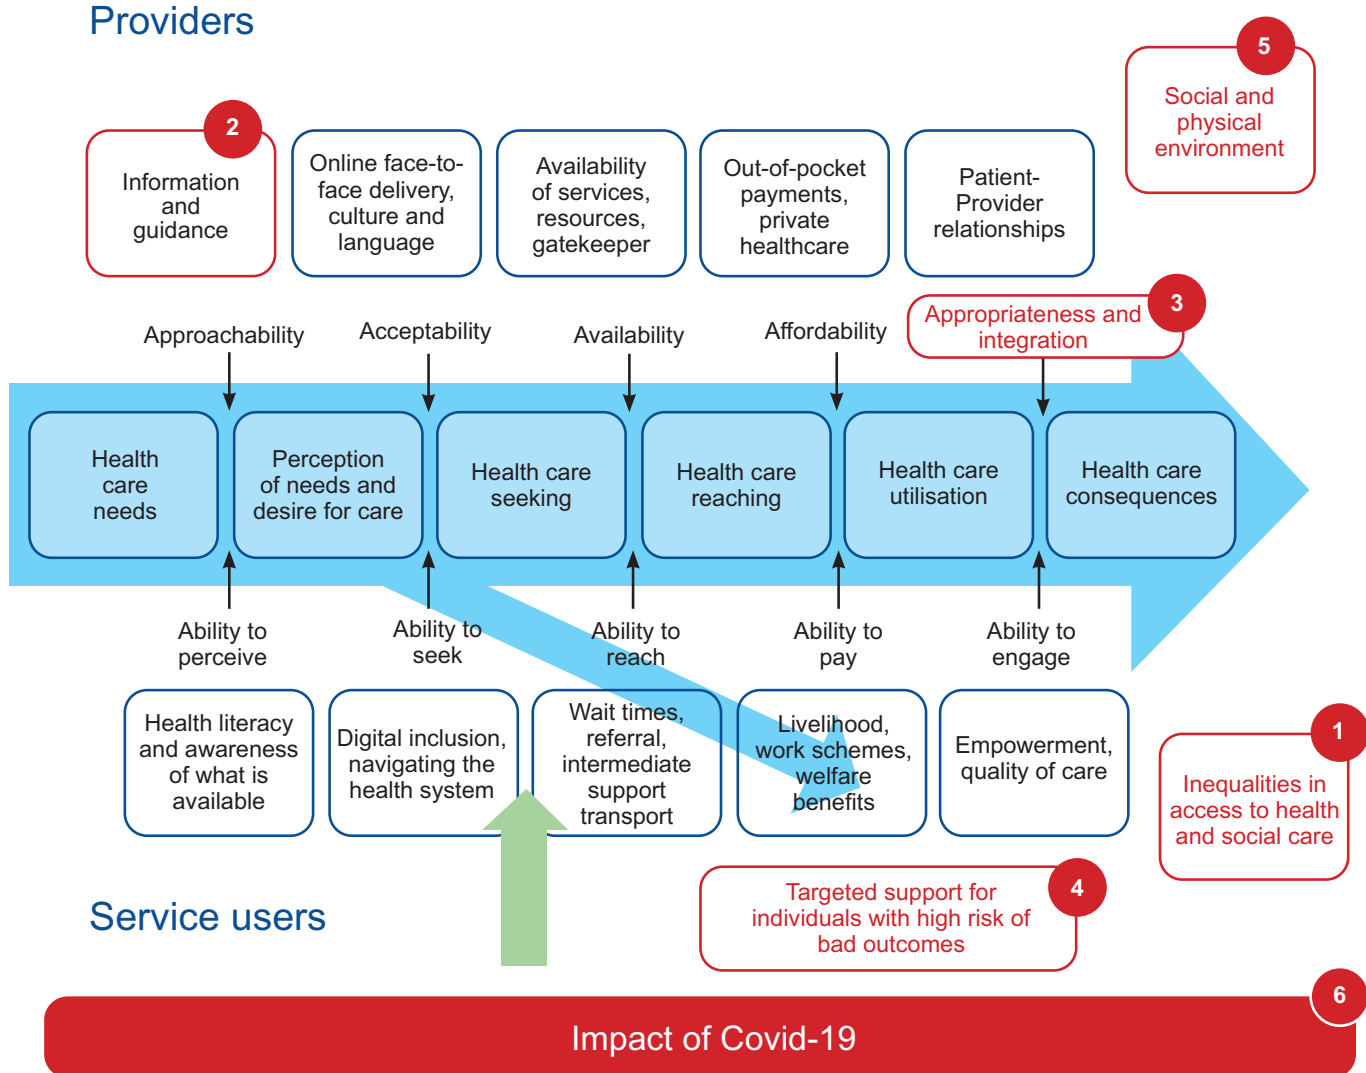 Providers
5
Social and
physical
environment
2
Information
and
guidance
Online face-to-
face delivery,
culture and
language
Availability
of services,
resources,
gatekeeper
Out-of-pocket
payments,
private
healthcare
Patient-
Provider
relationships
3
Approachability
Acceptability
Availability
Affordability
Appropriateness and
integration
Health
care
needs
Perception
of needs and
desire for care
Health care
seeking
Health care
reaching
Health care
utilisation
Health care
consequences
Ability to
perceive
Ability to
seek
Ability to
reach
Ability to
pay
Ability to
engage
Health literacy
and awareness
of what is
available
Digital inclusion,
navigating the
health system
Wait times,
referral,
intermediate
support
transport
Livelihood,
work schemes,
welfare
benefits
Empowerment,
quality of care
1
Inequalities in
access to health
and social care
4
Targeted support for
individuals with high risk of
bad outcomes
Service users
6
Impact of Covid-19